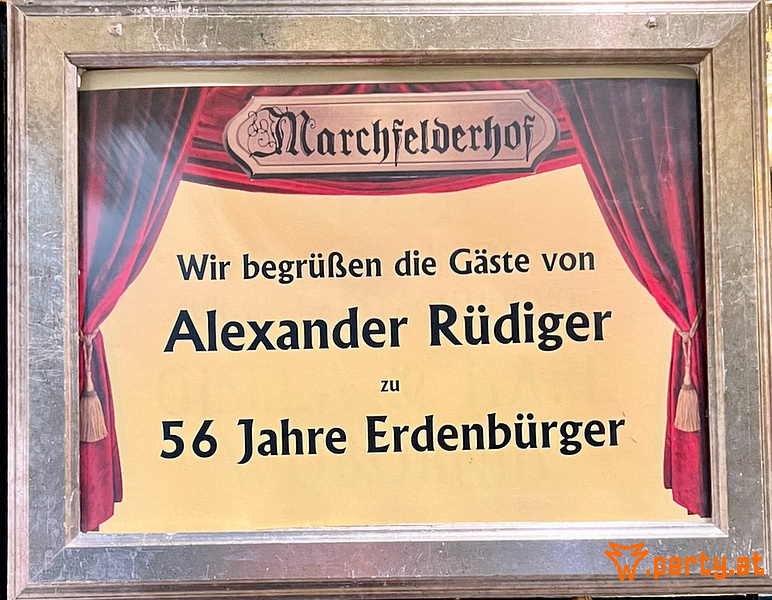 Marchfelderhof
Wir begrüßen die Gäste von
Alexander Rüdiger
zu
56 Jahre Erdenbürger
party.at